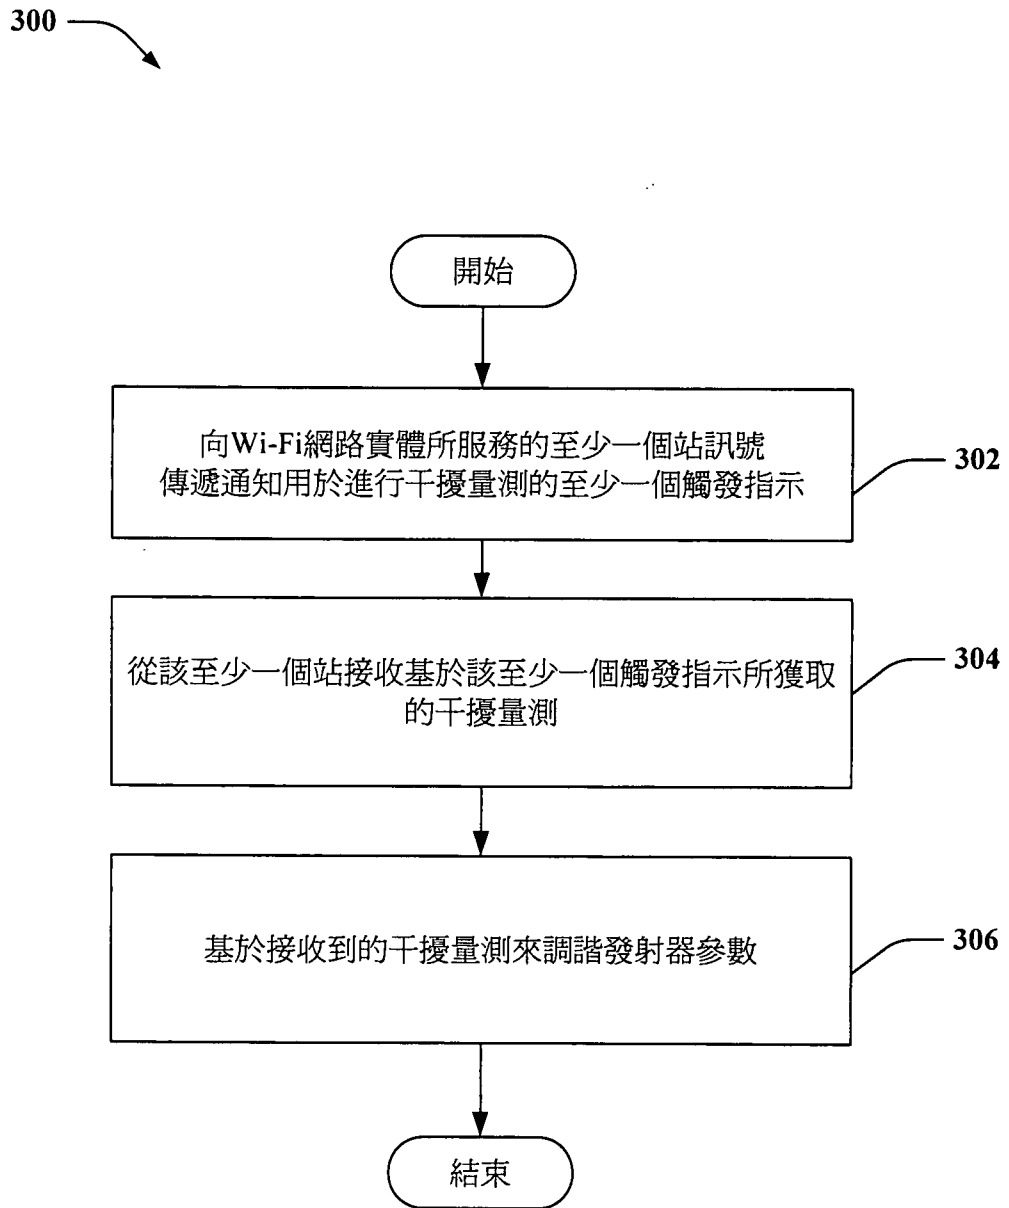 300
開始
向Wi-Fi網路實體所服務的至少一個站訊號
傳遞通知用於進行干擾量測的至少一個觸發指示
302
從該至少一個站接收基於該至少一個觸發指示所獲取
的干擾量測
304
基於接收到的干擾量測來調諧發射器參數
306
結束